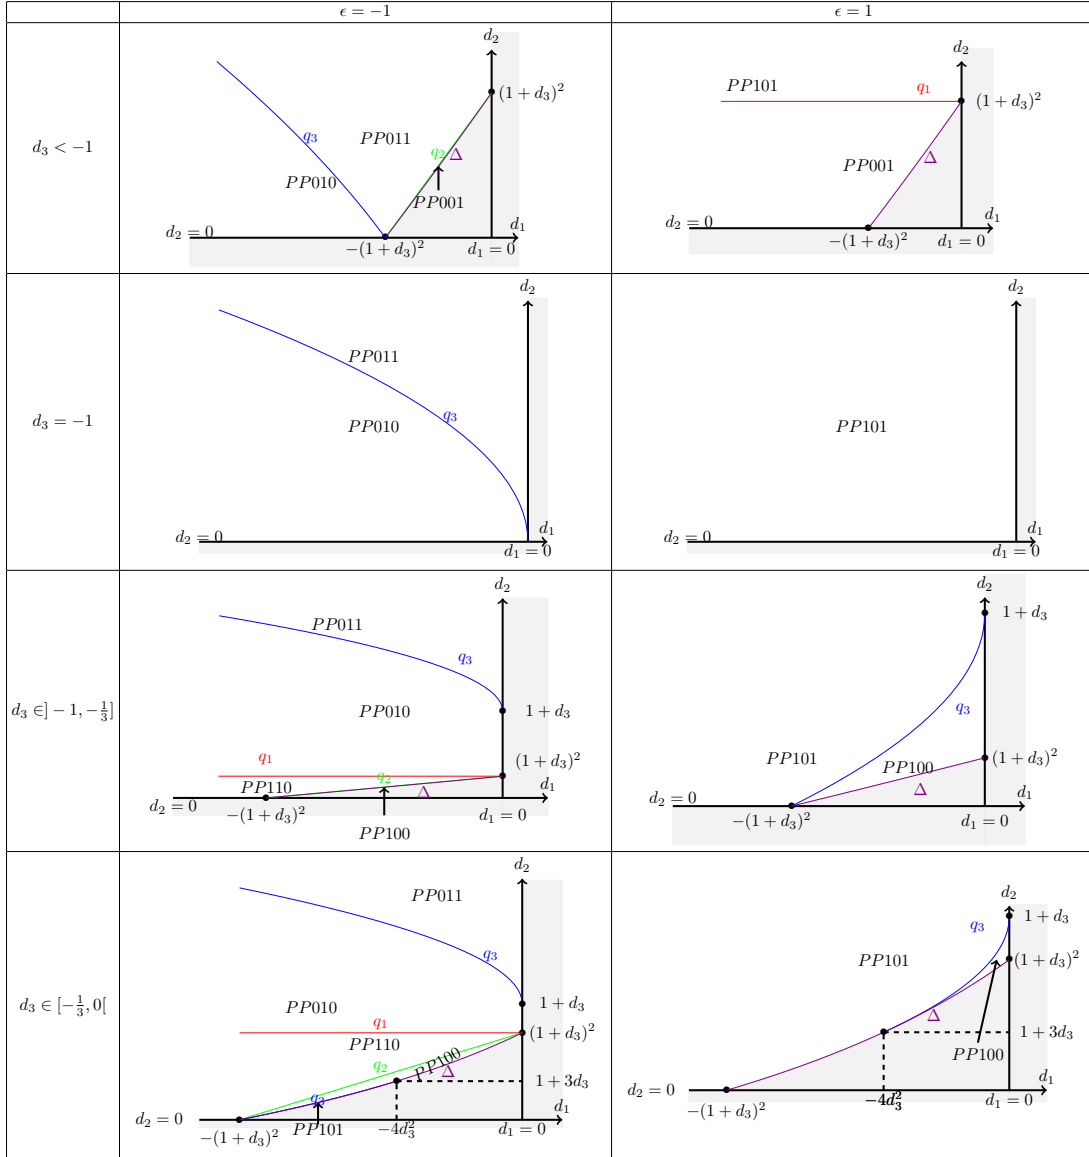 ϵ = −1
ϵ = 1
d₃ < −1
d₂
(1 + d₃)²
q₃
PP011
q₂
Δ
PP010
PP001
d₂ = 0
d₁
−(1 + d₃)²
d₁ = 0
d₂
PP101
q₁
(1 + d₃)²
PP001
Δ
d₂ = 0
d₁
−(1 + d₃)²
d₁ = 0
d₃ = −1
d₂
PP011
q₃
PP010
d₂ = 0
d₁
d₁ = 0
d₂
PP101
d₂ = 0
d₁
d₁ = 0
d₃ ∈] − 1, −⅓]
d₂
PP011
q₃
PP010
1 + d₃
q₁
(1 + d₃)²
q₂
PP110
Δ
d₁
d₂ = 0
−(1 + d₃)²
d₁ = 0
PP100
d₂
1 + d₃
q₃
PP101
PP100
(1 + d₃)²
Δ
d₂ = 0
d₁
−(1 + d₃)²
d₁ = 0
d₃ ∈ [−⅓, 0[
d₂
PP011
q₃
PP010
1 + d₃
q₁
(1 + d₃)²
PP110
q₂
PP100
Δ
1 + 3d₃
q₃
d₂ = 0
d₁
PP101
−(1 + d₃)²
−4d₃²
d₁ = 0
d₂
1 + d₃
q₃
PP101
(1 + d₃)²
Δ
1 + 3d₃
PP100
d₂ = 0
d₁
−(1 + d₃)²
−4d₃²
d₁ = 0